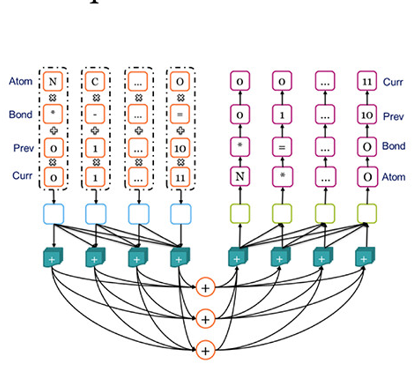 Atom N C ... O 0 0 ... 11 Curr
Bond * - ... = 0 1 ... 10 Prev
Prev 0 1 ... 10 * = ... O Bond
Curr 0 1 ... 11 N * ... O Atom
+ + + + + + + +
+
+
+